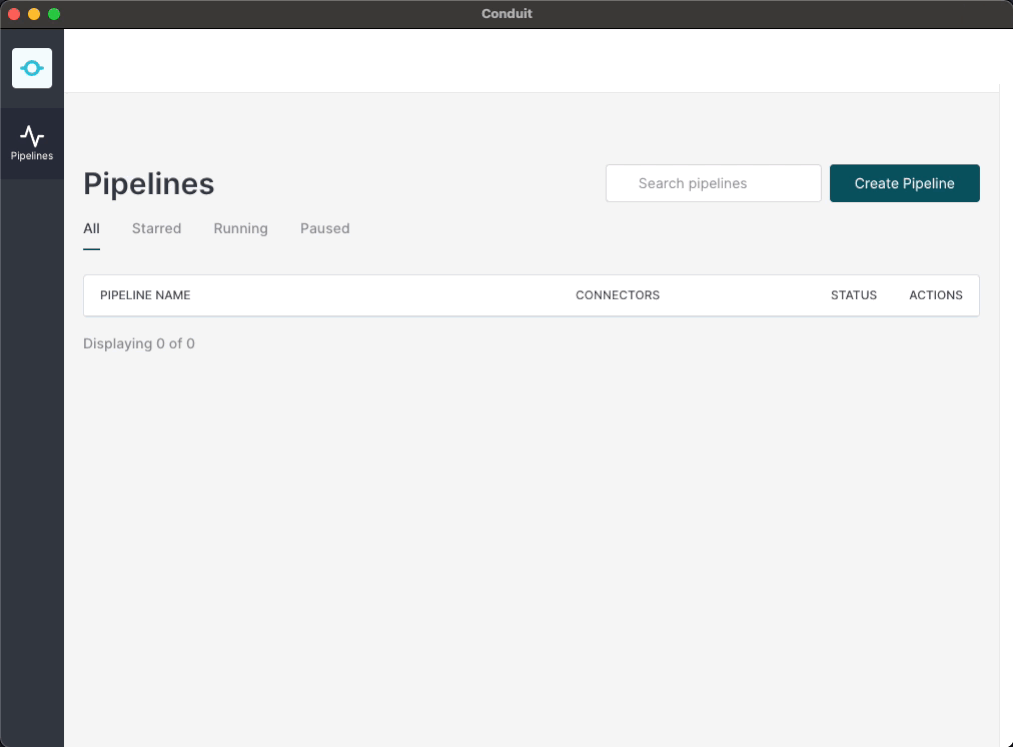 Conduit
Pipelines
Pipelines
Search pipelines
Create Pipeline
All Starred Running Paused
PIPELINE NAME CONNECTORS STATUS ACTIONS
Displaying 0 of 0